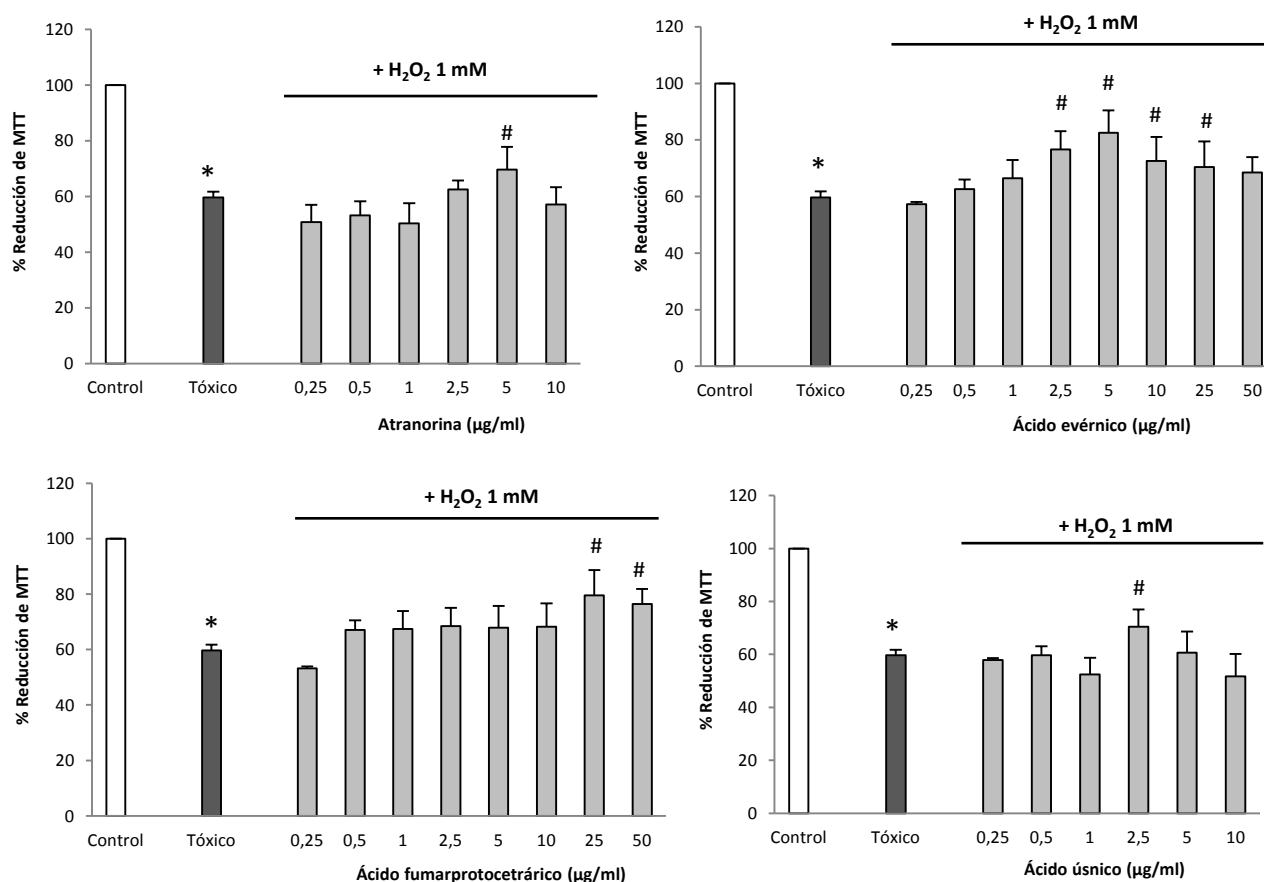 + H₂O₂ 1 mM
% Reducción de MTT
120
100
80
60
40
20
0
*
#
Control Tóxico 0,25 0,5 1 2,5 5 10
Atranorina (µg/ml)
+ H₂O₂ 1 mM
% Reducción de MTT
120
100
80
60
40
20
0
*
# # # #
Control Tóxico 0,25 0,5 1 2,5 5 10 25 50
Ácido evérnico (µg/ml)
+ H₂O₂ 1 mM
% Reducción de MTT
120
100
80
60
40
20
0
*
# #
Control Tóxico 0,25 0,5 1 2,5 5 10 25 50
Ácido fumarprotocetrárico (µg/ml)
+ H₂O₂ 1 mM
% Reducción de MTT
120
100
80
60
40
20
0
*
#
Control Tóxico 0,25 0,5 1 2,5 5 10
Ácido úsnico (µg/ml)